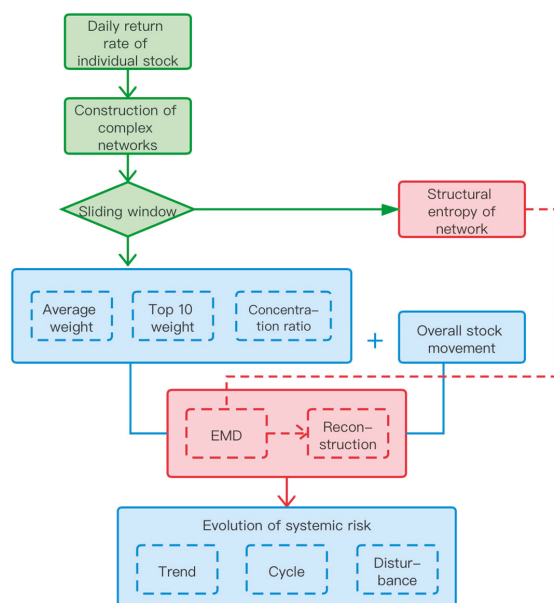 Daily return
rate of
individual stock
Construction of
complex
networks
Sliding window
Structural
entropy of
network
Average
weight
Top 10
weight
Concentra-
tion ratio
+
Overall stock
movement
EMD
Recon-
struction
Evolution of systemic risk
Trend
Cycle
Distur-
bance